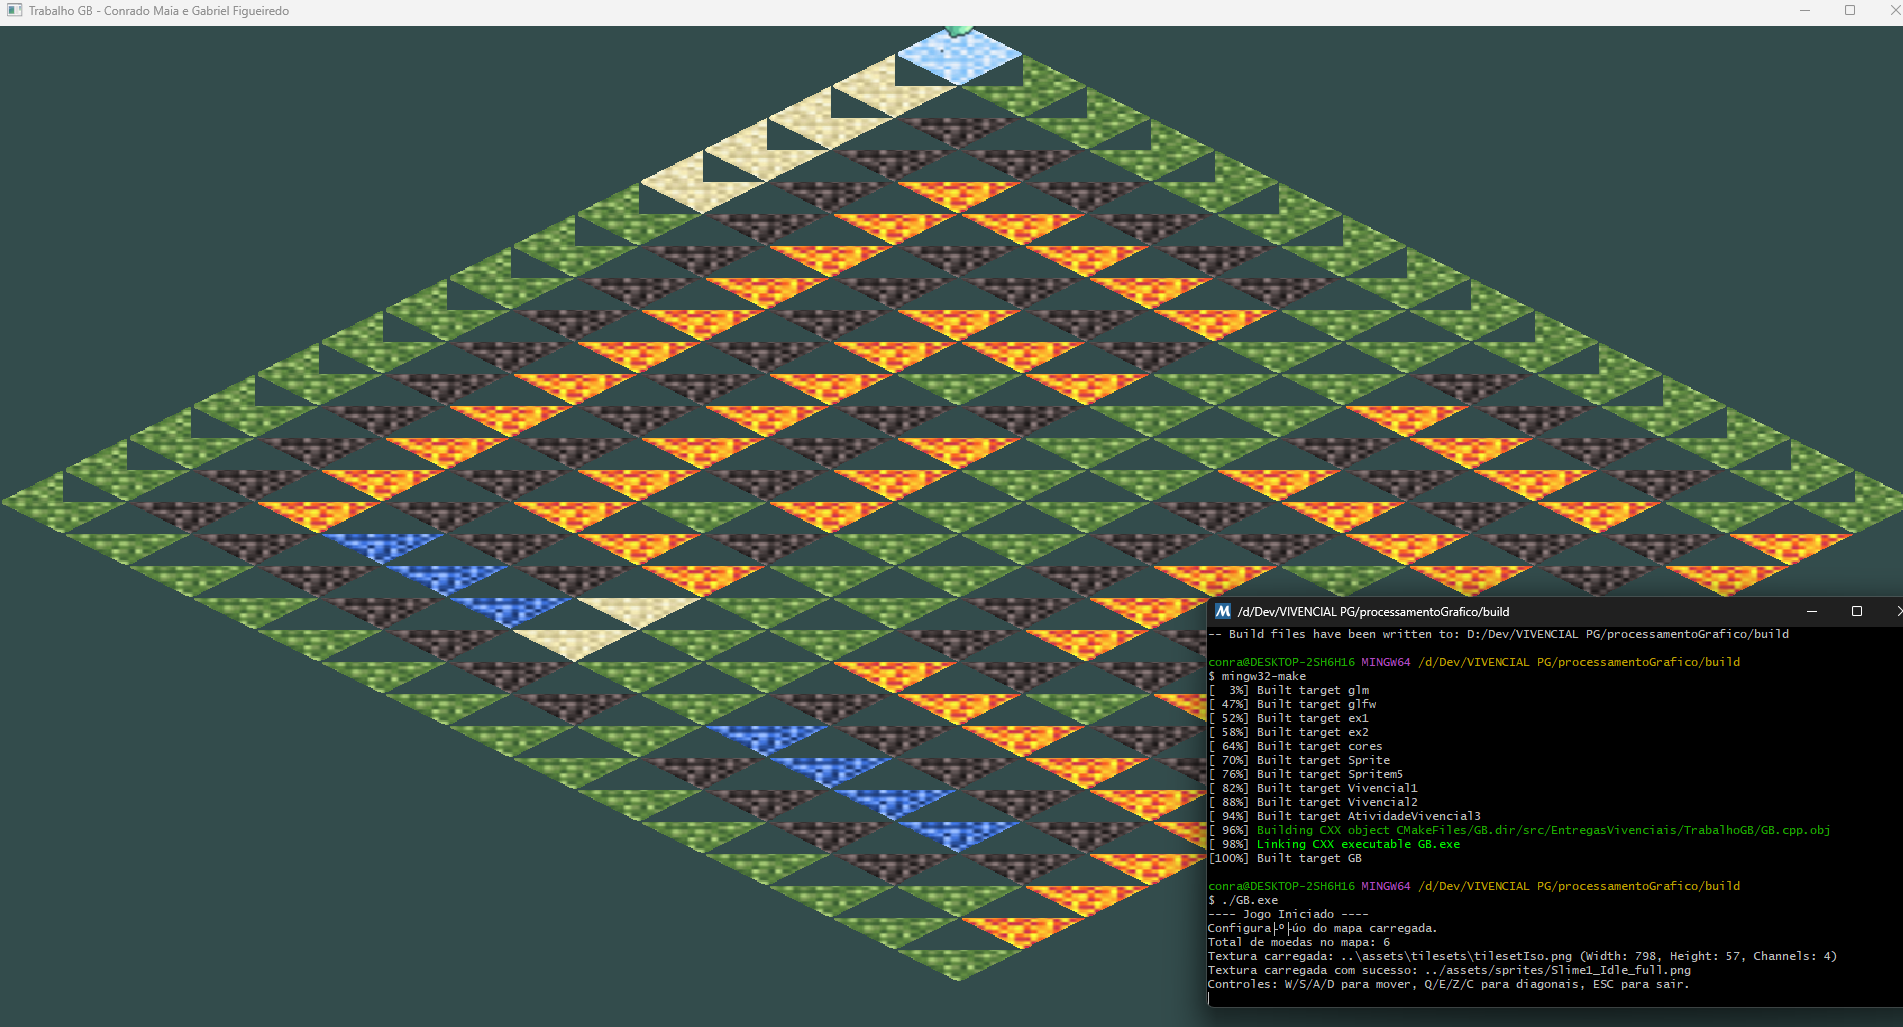 Trabalho GB - Conrado Maia e Gabriel Figueiredo
/d/Dev/VIVENCIAL PG/processamentoGrafico/build
-- Build files have been written to: D:/Dev/VIVENCIAL PG/processamentoGrafico/build
conra@DESKTOP-2SH6H16 MINGW64 /d/Dev/VIVENCIAL PG/processamentoGrafico/build
$ mingw32-make
[  3%] Built target glm
[ 47%] Built target glfw
[ 52%] Built target ex1
[ 58%] Built target ex2
[ 64%] Built target cores
[ 70%] Built target Sprite
[ 76%] Built target Spritem5
[ 82%] Built target Vivencial1
[ 88%] Built target Vivencial2
[ 94%] Built target AtividadeVivencial3
[ 96%] Building CXX object CMakeFiles/GB.dir/src/EntregasVivenciais/TrabalhoGB/GB.cpp.obj
[ 98%] Linking CXX executable GB.exe
[100%] Built target GB
conra@DESKTOP-2SH6H16 MINGW64 /d/Dev/VIVENCIAL PG/processamentoGrafico/build
$ ./GB.exe
---- Jogo Iniciado ----
Configura├º├úo do mapa carregada.
Total de moedas no mapa: 6
Textura carregada: ..\assets\tilesets\tilesetIso.png (Width: 798, Height: 57, Channels: 4)
Textura carregada com sucesso: ../assets/sprites/Slime1_Idle_full.png
Controles: W/S/A/D para mover, Q/E/Z/C para diagonais, ESC para sair.